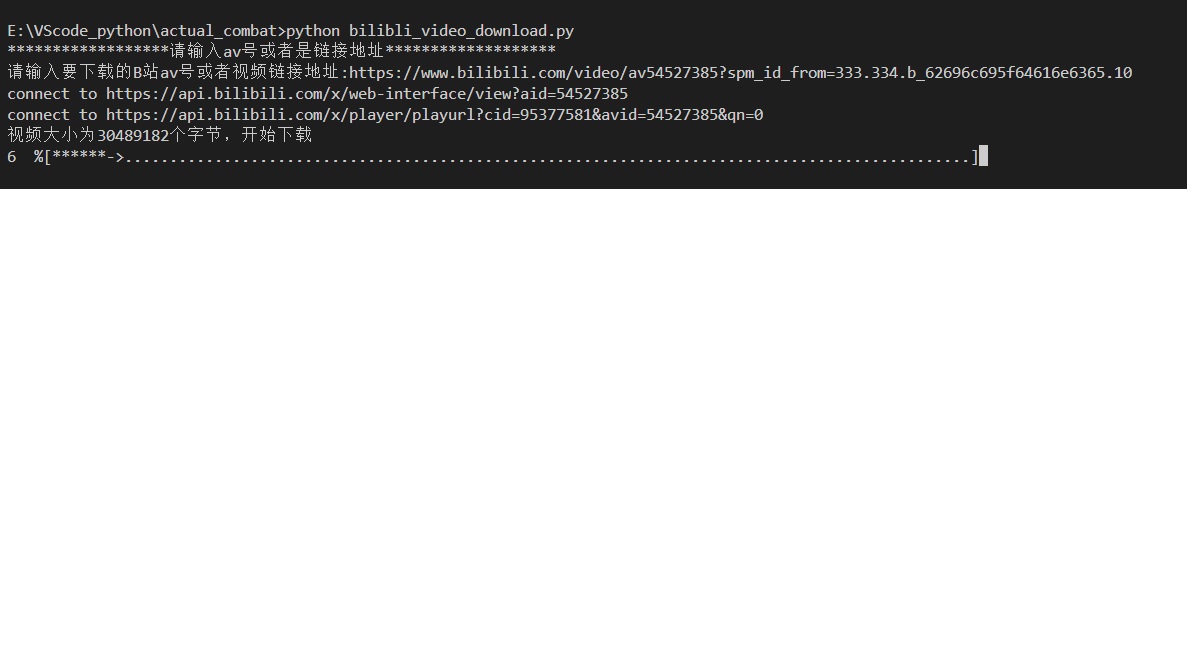 E:\VScode_python\actual_combat>python bilibli_video_download.py
******************请输入av号或者是链接地址*******************
请输入要下载的B站av号或者视频链接地址:https://www.bilibili.com/video/av54527385?spm_id_from=333.334.b_62696c695f64616e6365.10
connect to https://api.bilibili.com/x/web-interface/view?aid=54527385
connect to https://api.bilibili.com/x/player/playurl?cid=95377581&avid=54527385&qn=0
视频大小为30489182个字节，开始下载
6  %[******->..............................................................................................]